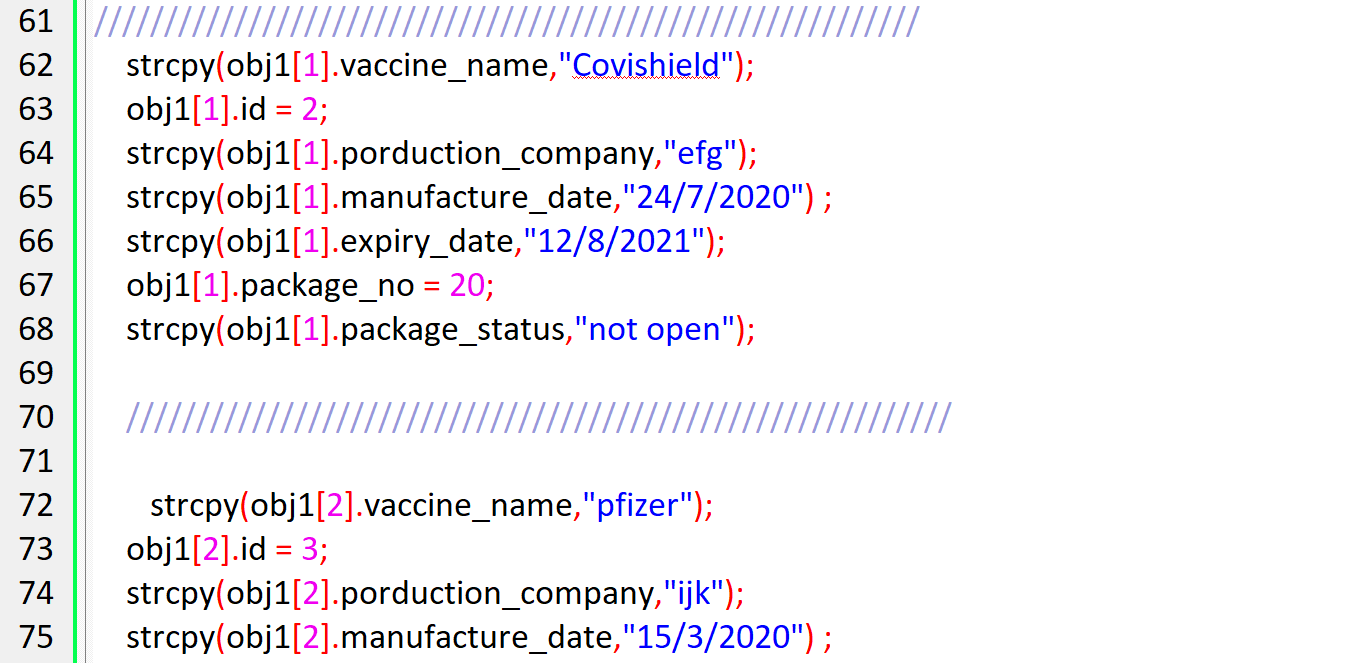 61 ///////////////////////////////////////////////////////////
62 strcpy(obj1[1].vaccine_name,"Covishield");
63 obj1[1].id = 2;
64 strcpy(obj1[1].porduction_company,"efg");
65 strcpy(obj1[1].manufacture_date,"24/7/2020") ;
66 strcpy(obj1[1].expiry_date,"12/8/2021");
67 obj1[1].package_no = 20;
68 strcpy(obj1[1].package_status,"not open");
69
70 ///////////////////////////////////////////////////////////
71
72 strcpy(obj1[2].vaccine_name,"pfizer");
73 obj1[2].id = 3;
74 strcpy(obj1[2].porduction_company,"ijk");
75 strcpy(obj1[2].manufacture_date,"15/3/2020") ;